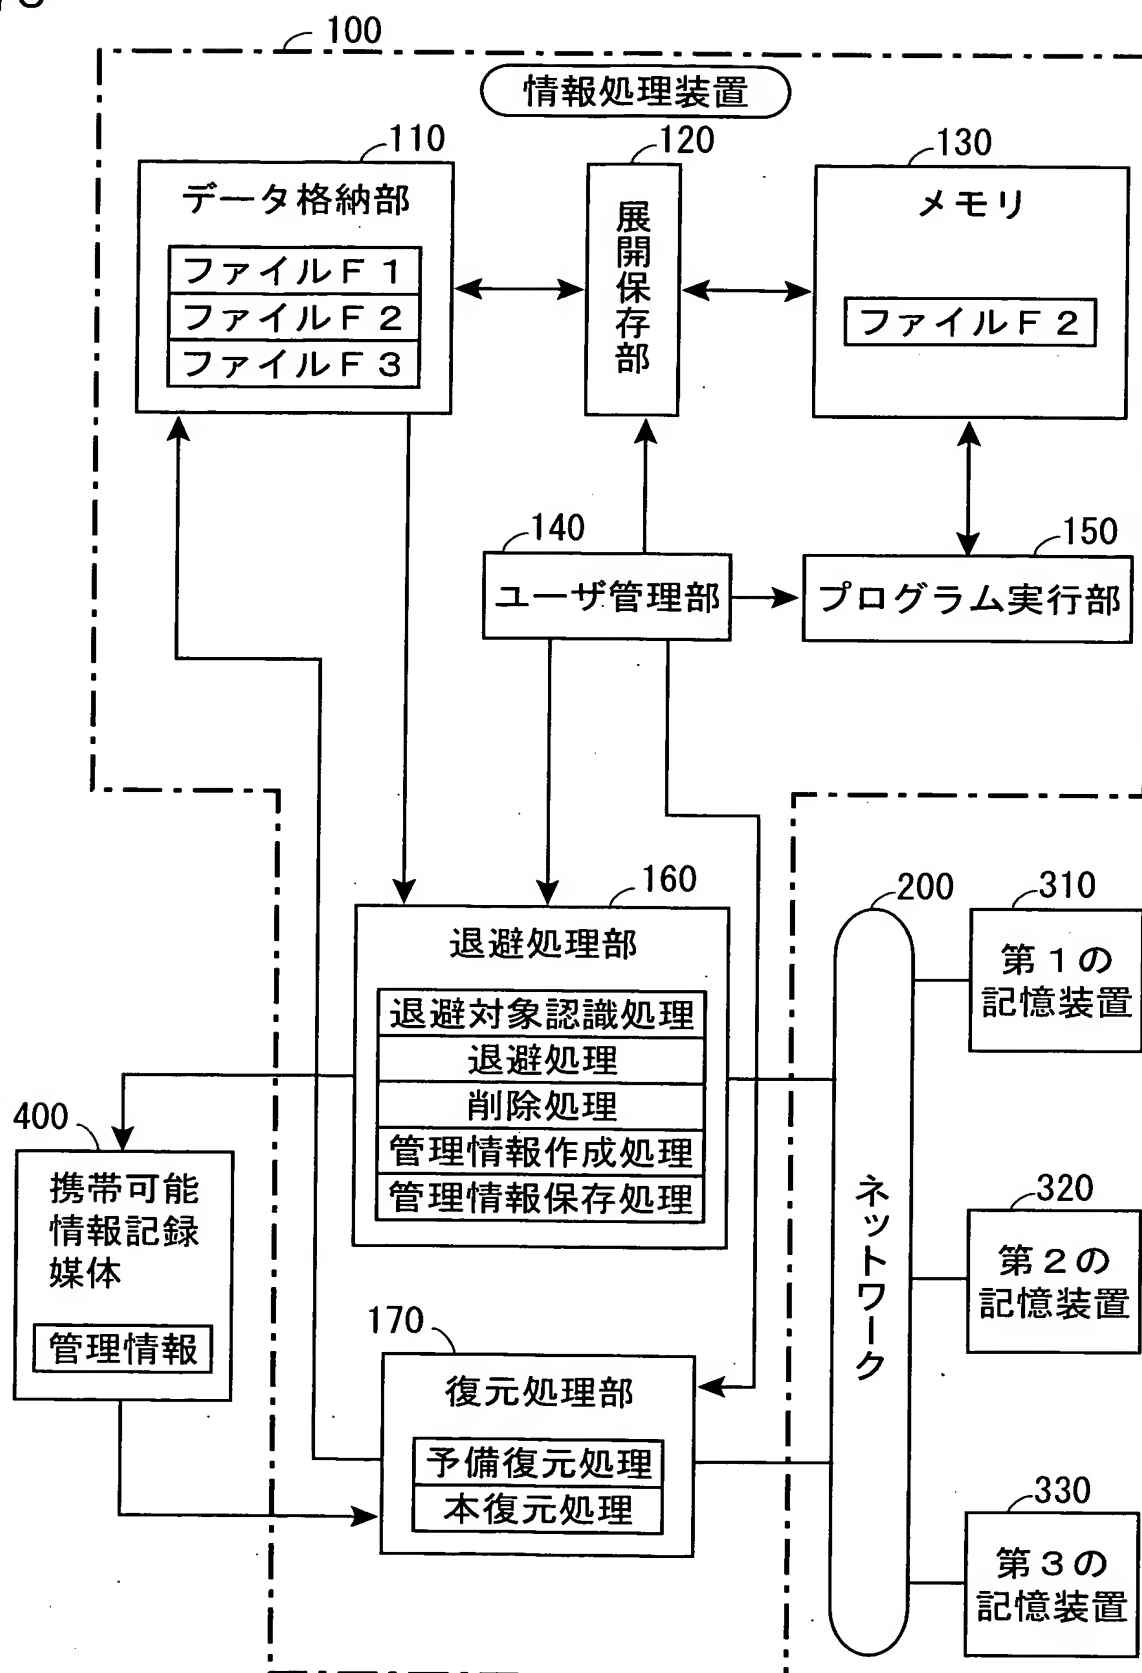 100
情報処理装置
110
データ格納部
ファイルF1
ファイルF2
ファイルF3
120
展開保存部
130
メモリ
ファイルF2
140
ユーザ管理部
150
プログラム実行部
160
退避処理部
退避対象認識処理
退避処理
削除処理
管理情報作成処理
管理情報保存処理
200
ネットワーク
310
第1の
記憶装置
320
第2の
記憶装置
330
第3の
記憶装置
400
携帯可能
情報記録
媒体
管理情報
170
復元処理部
予備復元処理
本復元処理